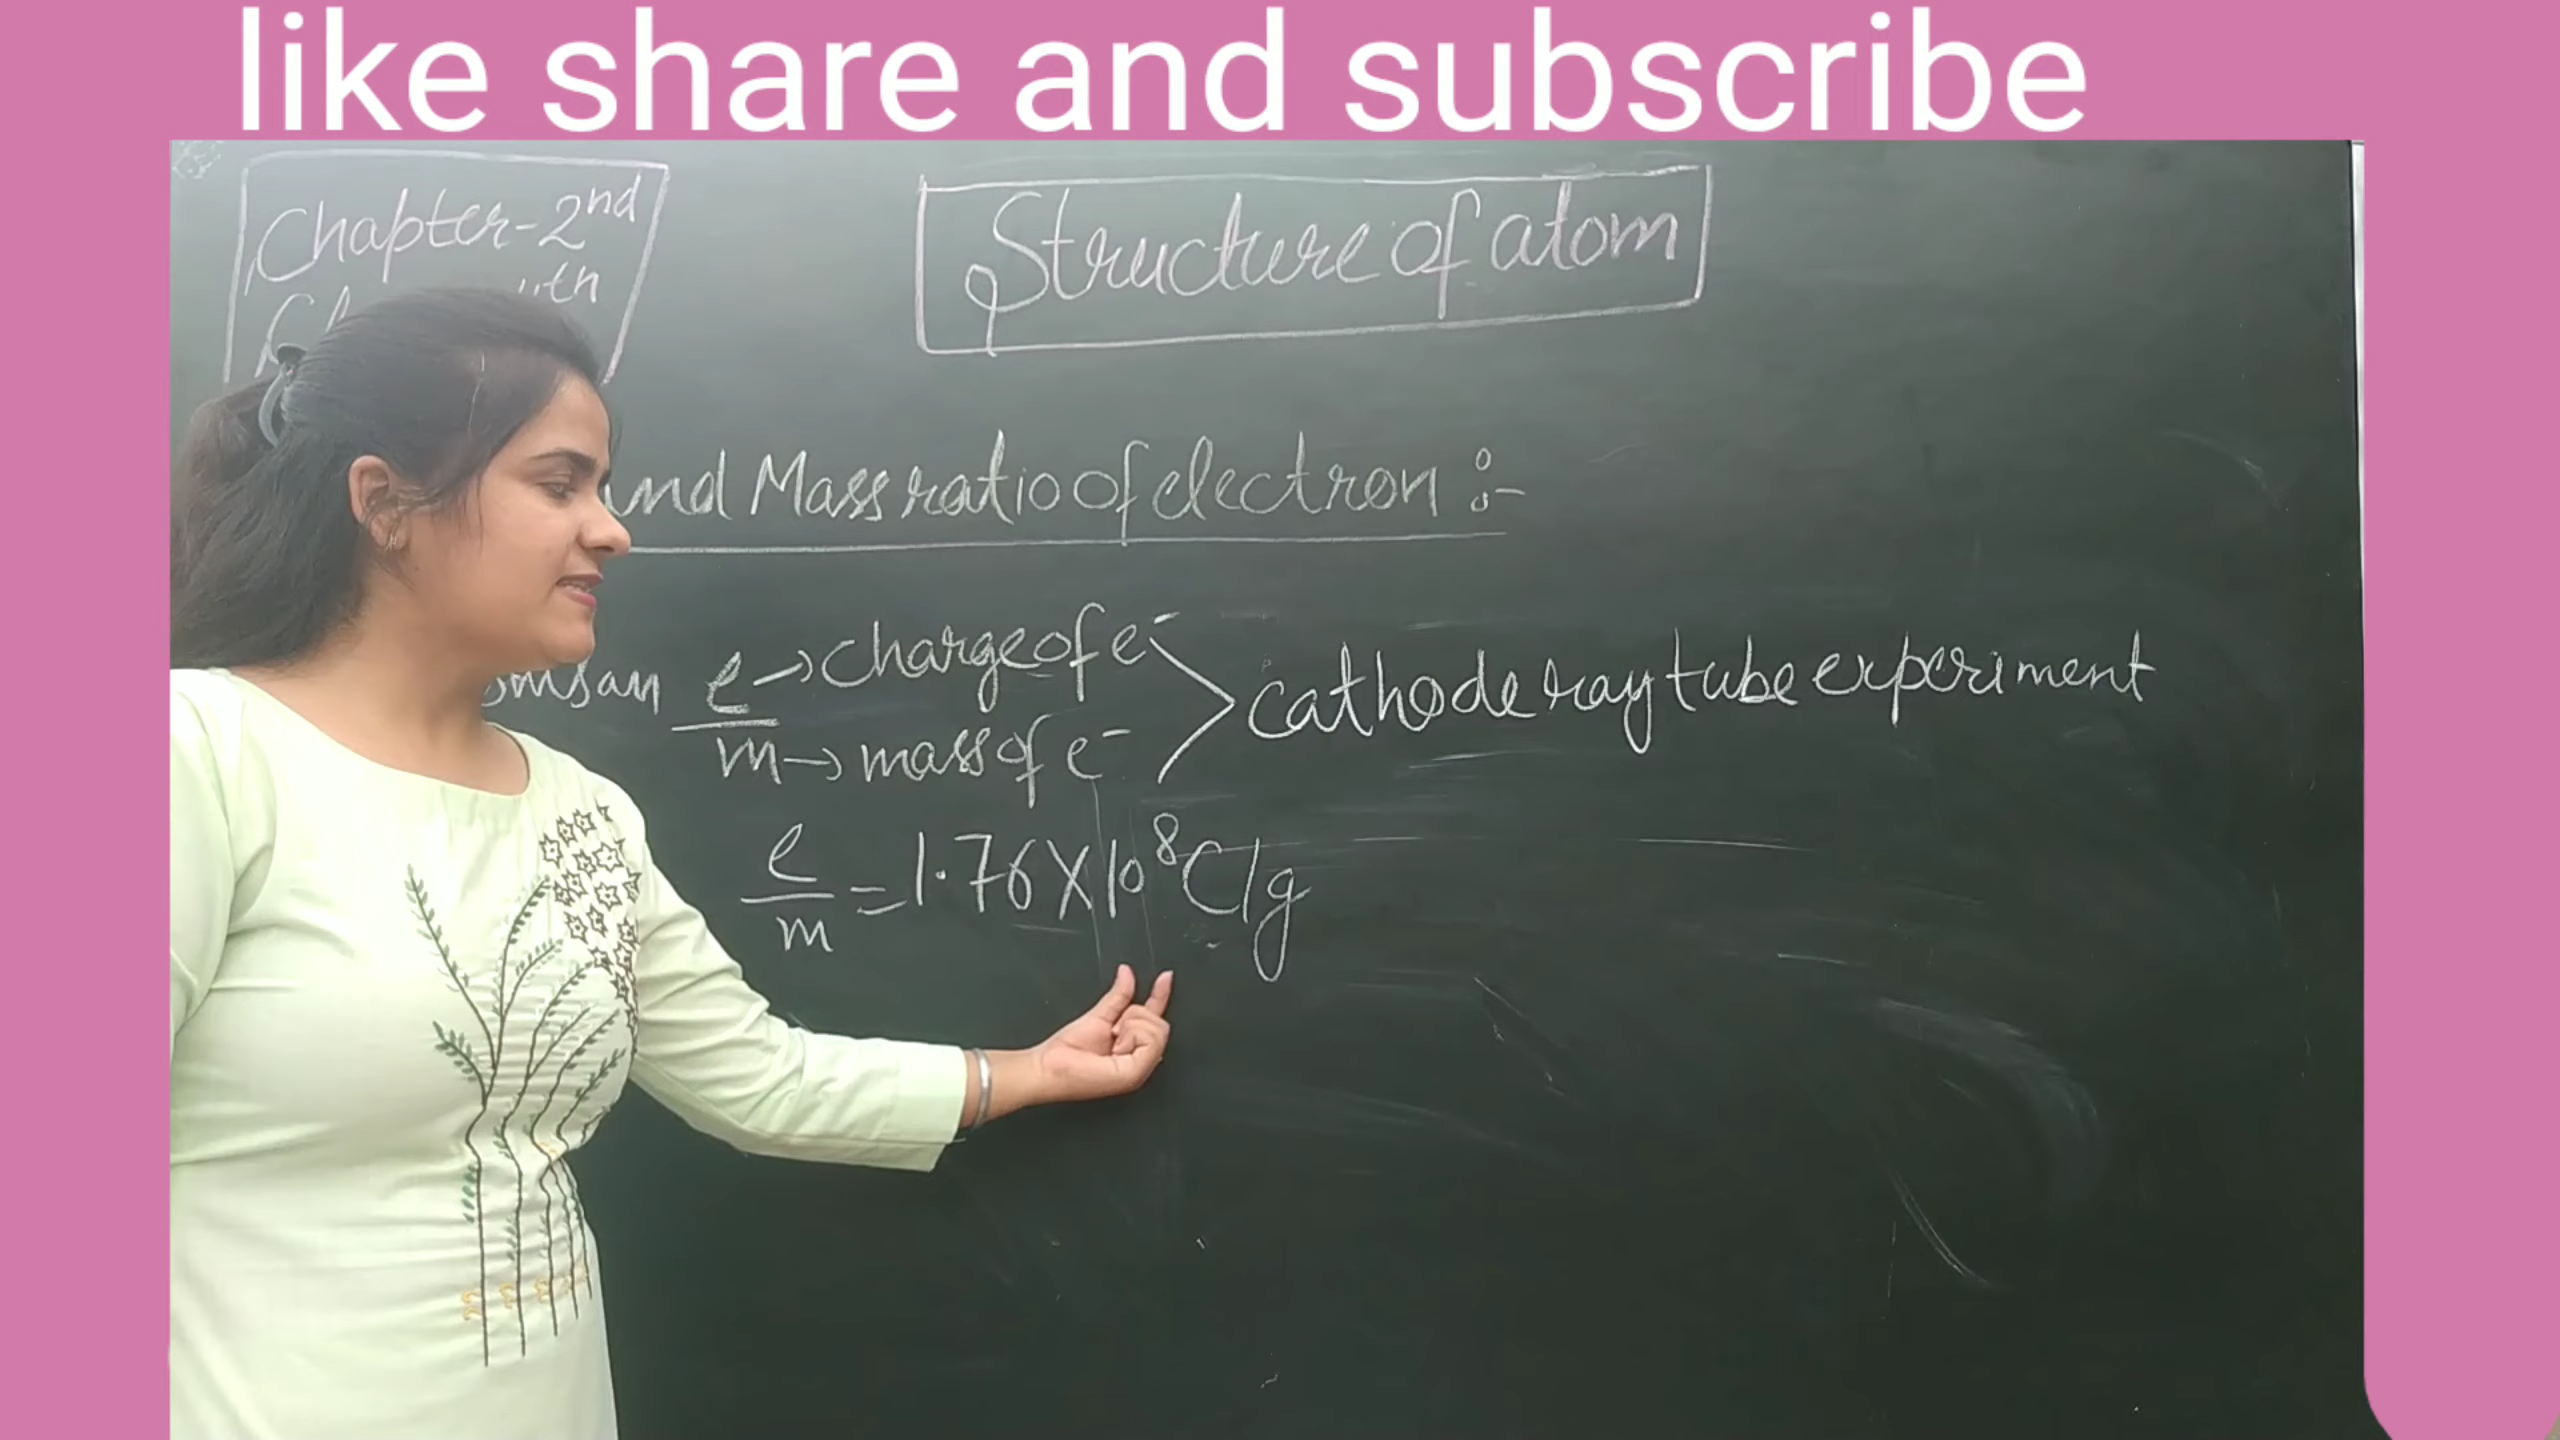 like share and subscribe
Chapter-2nd
11th
Structure of atom
and Mass ratio of electron :-
e → charge of e-
m → mass of e-
cathode ray tube experiment
e/m = 1.76 X 10⁸ C/g